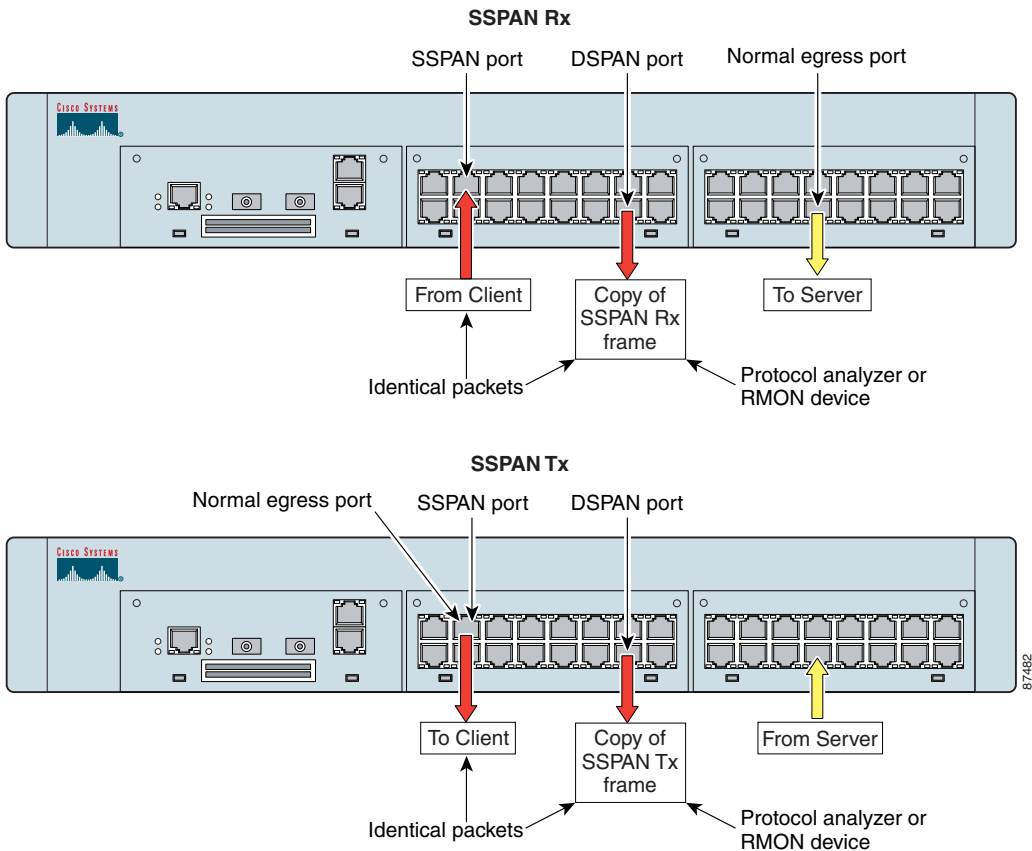 SSPAN Rx
SSPAN port
DSPAN port
Normal egress port
CISCO SYSTEMS
From Client
Copy of
SSPAN Rx
frame
To Server
Identical packets
Protocol analyzer or
RMON device
SSPAN Tx
Normal egress port
SSPAN port
DSPAN port
CISCO SYSTEMS
To Client
Copy of
SSPAN Tx
frame
From Server
87482
Identical packets
Protocol analyzer or
RMON device